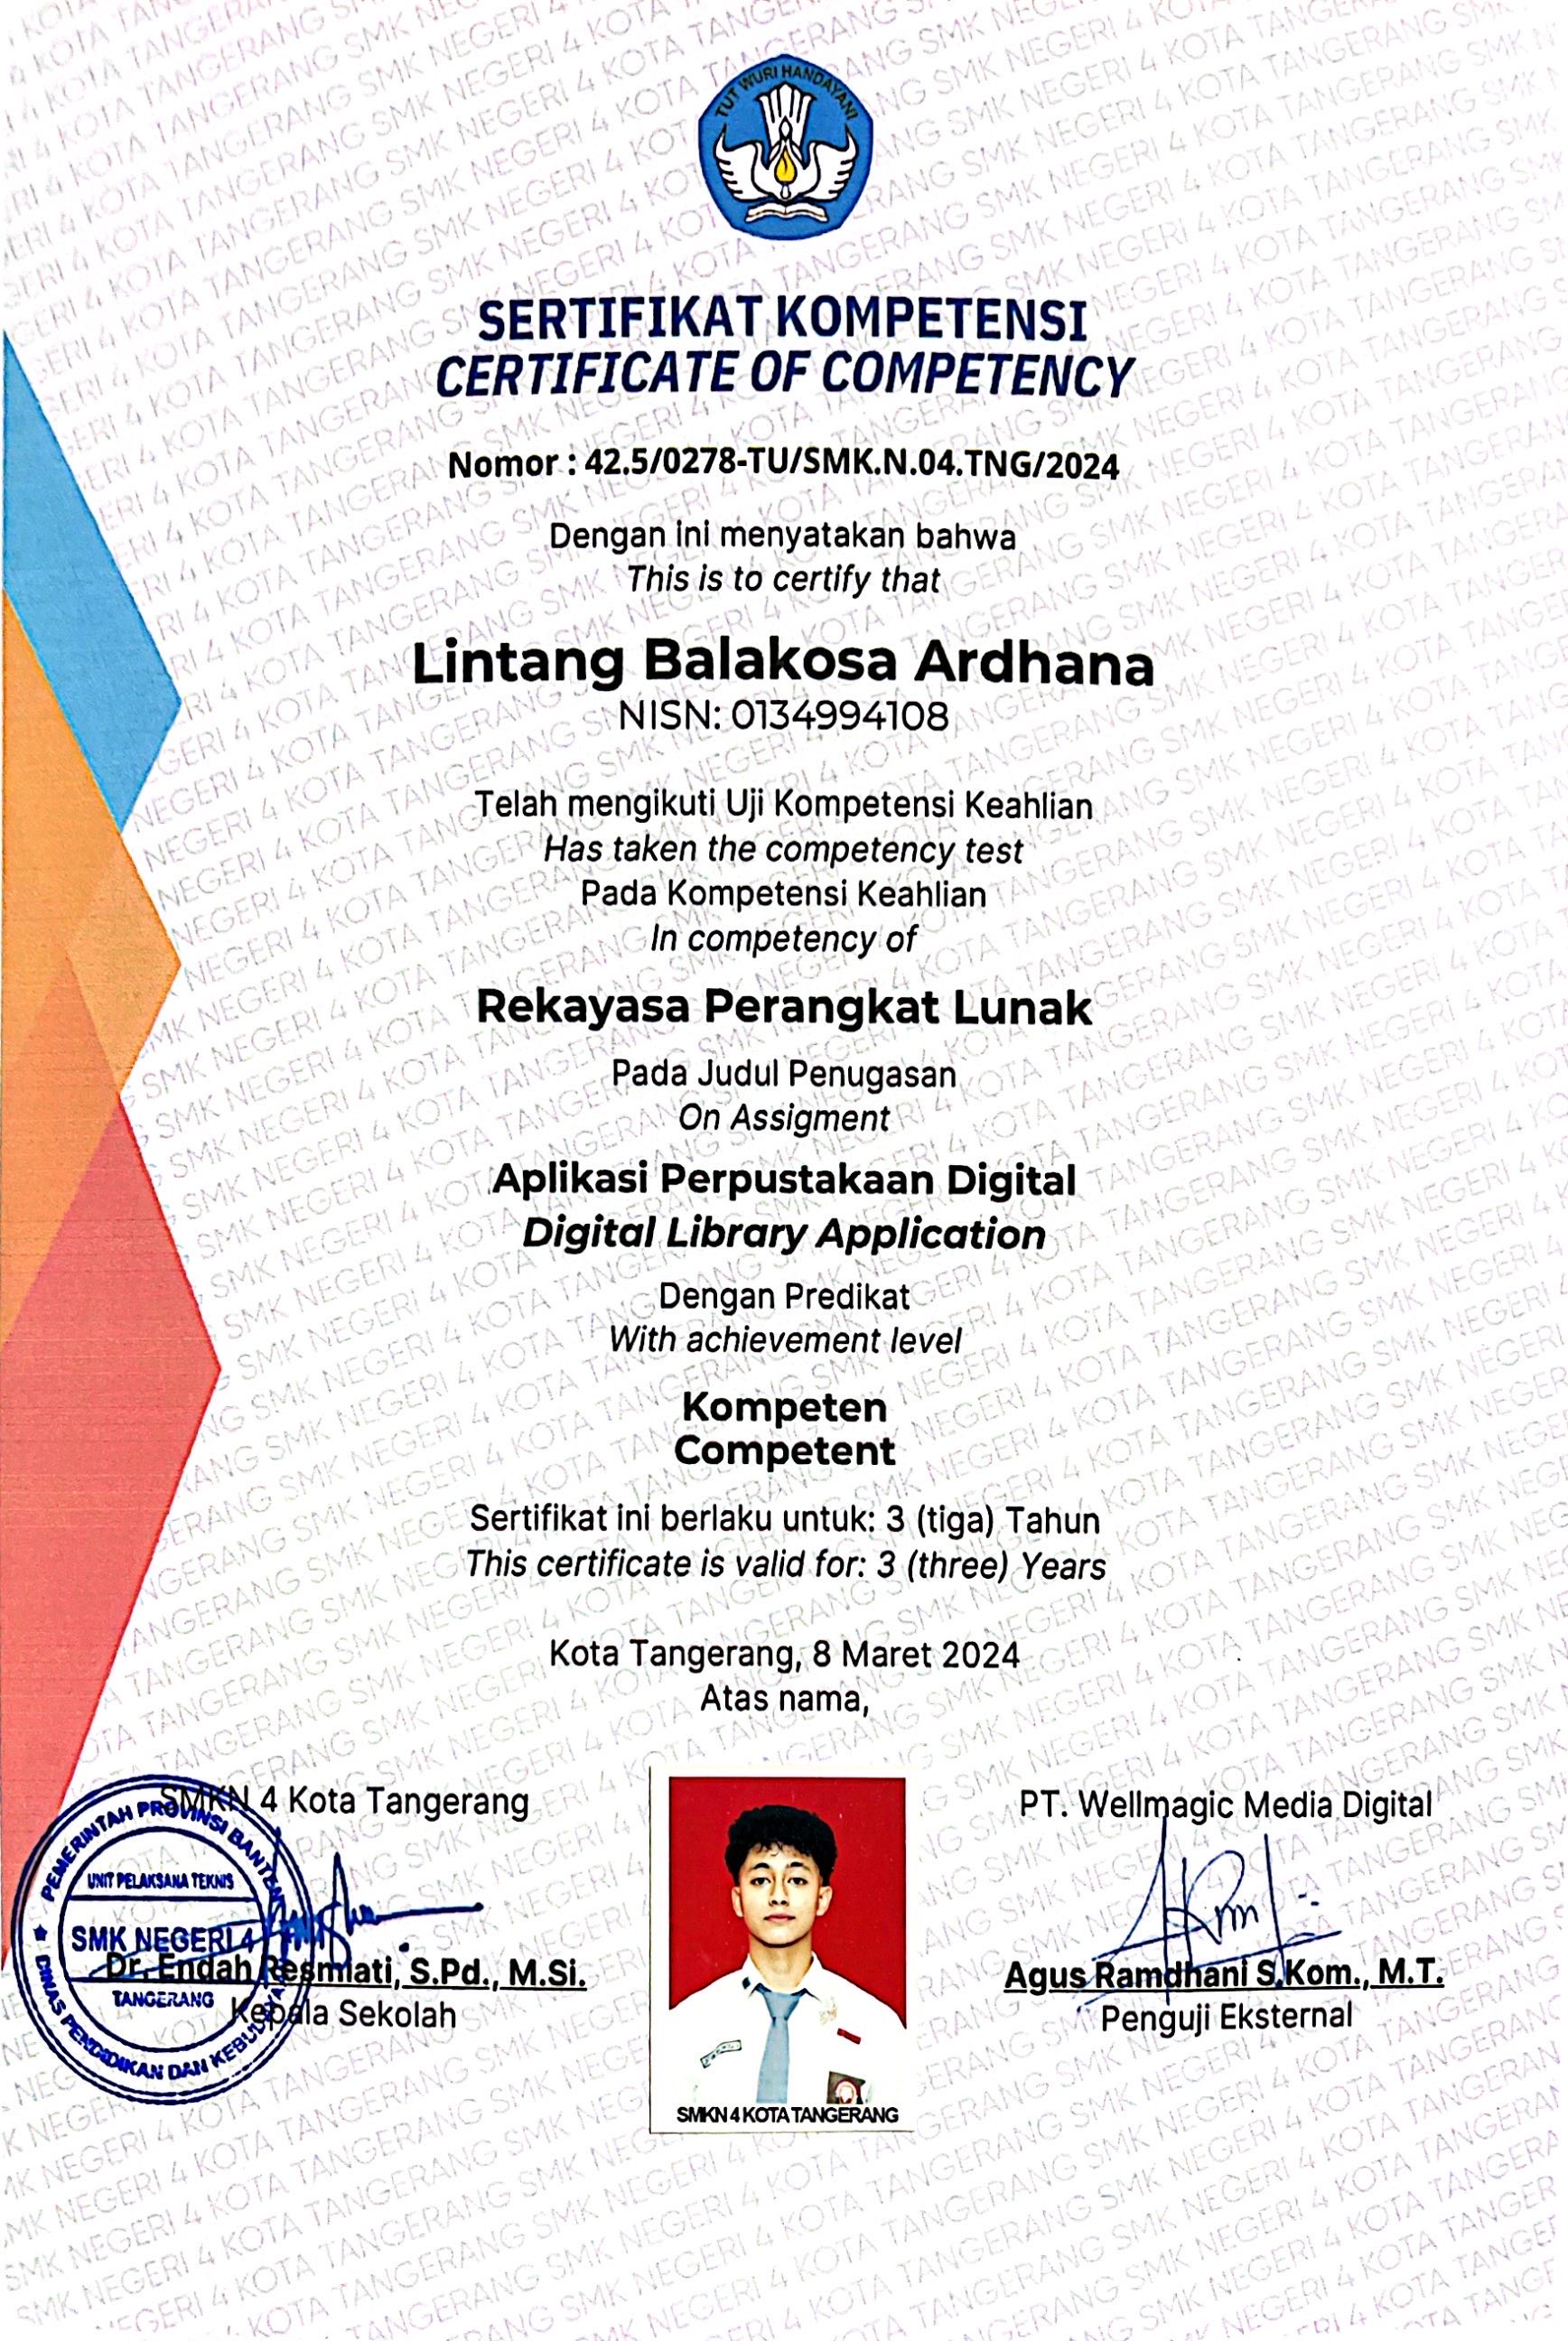 TUT WURI HANDAYANI
SERTIFIKAT KOMPETENSI
CERTIFICATE OF COMPETENCY
Nomor : 42.5/0278-TU/SMK.N.04.TNG/2024
Dengan ini menyatakan bahwa
This is to certify that
Lintang Balakosa Ardhana
NISN: 0134994108
Telah mengikuti Uji Kompetensi Keahlian
Has taken the competency test
Pada Kompetensi Keahlian
In competency of
Rekayasa Perangkat Lunak
Pada Judul Penugasan
On Assigment
Aplikasi Perpustakaan Digital
Digital Library Application
Dengan Predikat
With achievement level
Kompeten
Competent
Sertifikat ini berlaku untuk: 3 (tiga) Tahun
This certificate is valid for: 3 (three) Years
Kota Tangerang, 8 Maret 2024
Atas nama,
SMKN 4 Kota Tangerang
PEMERINTAH PROVINSI BANTEN
UNIT PELAKSANA TEKNIS
SMK NEGERI 4
TANGERANG
DINAS PENDIDIKAN DAN KEBUDAYAAN
Dr. Endah Resmiati, S.Pd., M.Si.
Kepala Sekolah
SMKN 4 KOTA TANGERANG
PT. Wellmagic Media Digital
Agus Ramdhani S.Kom., M.T.
Penguji Eksternal